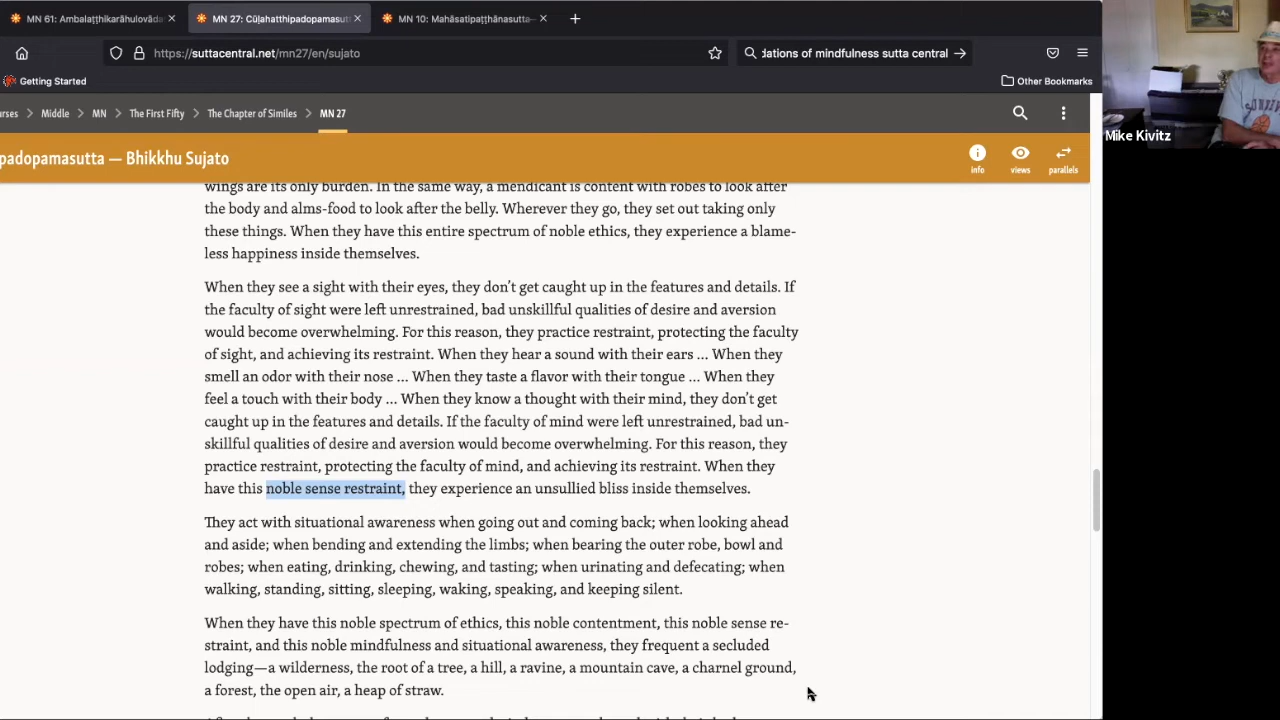 MN 61: Ambalaṭṭhikarāhulovāda
MN 27: Cūḷahatthipadopamasutt
MN 10: Mahāsatipaṭṭhānasutta—
https://suttacentral.net/mn27/en/sujato
dations of mindfulness sutta central
Getting Started
Other Bookmarks
urses
Middle
MN
The First Fifty
The Chapter of Similes
MN 27
padopamasutta — Bhikkhu Sujato
info
views
parallels
Mike Kivitz
wings are its only burden. In the same way, a mendicant is content with robes to look after
the body and alms-food to look after the belly. Wherever they go, they set out taking only
these things. When they have this entire spectrum of noble ethics, they experience a blame-
less happiness inside themselves.
When they see a sight with their eyes, they don’t get caught up in the features and details. If
the faculty of sight were left unrestrained, bad unskillful qualities of desire and aversion
would become overwhelming. For this reason, they practice restraint, protecting the faculty
of sight, and achieving its restraint. When they hear a sound with their ears … When they
smell an odor with their nose … When they taste a flavor with their tongue … When they
feel a touch with their body … When they know a thought with their mind, they don’t get
caught up in the features and details. If the faculty of mind were left unrestrained, bad un-
skillful qualities of desire and aversion would become overwhelming. For this reason, they
practice restraint, protecting the faculty of mind, and achieving its restraint. When they
have this noble sense restraint, they experience an unsullied bliss inside themselves.
They act with situational awareness when going out and coming back; when looking ahead
and aside; when bending and extending the limbs; when bearing the outer robe, bowl and
robes; when eating, drinking, chewing, and tasting; when urinating and defecating; when
walking, standing, sitting, sleeping, waking, speaking, and keeping silent.
When they have this noble spectrum of ethics, this noble contentment, this noble sense re-
straint, and this noble mindfulness and situational awareness, they frequent a secluded
lodging—a wilderness, the root of a tree, a hill, a ravine, a mountain cave, a charnel ground,
a forest, the open air, a heap of straw.